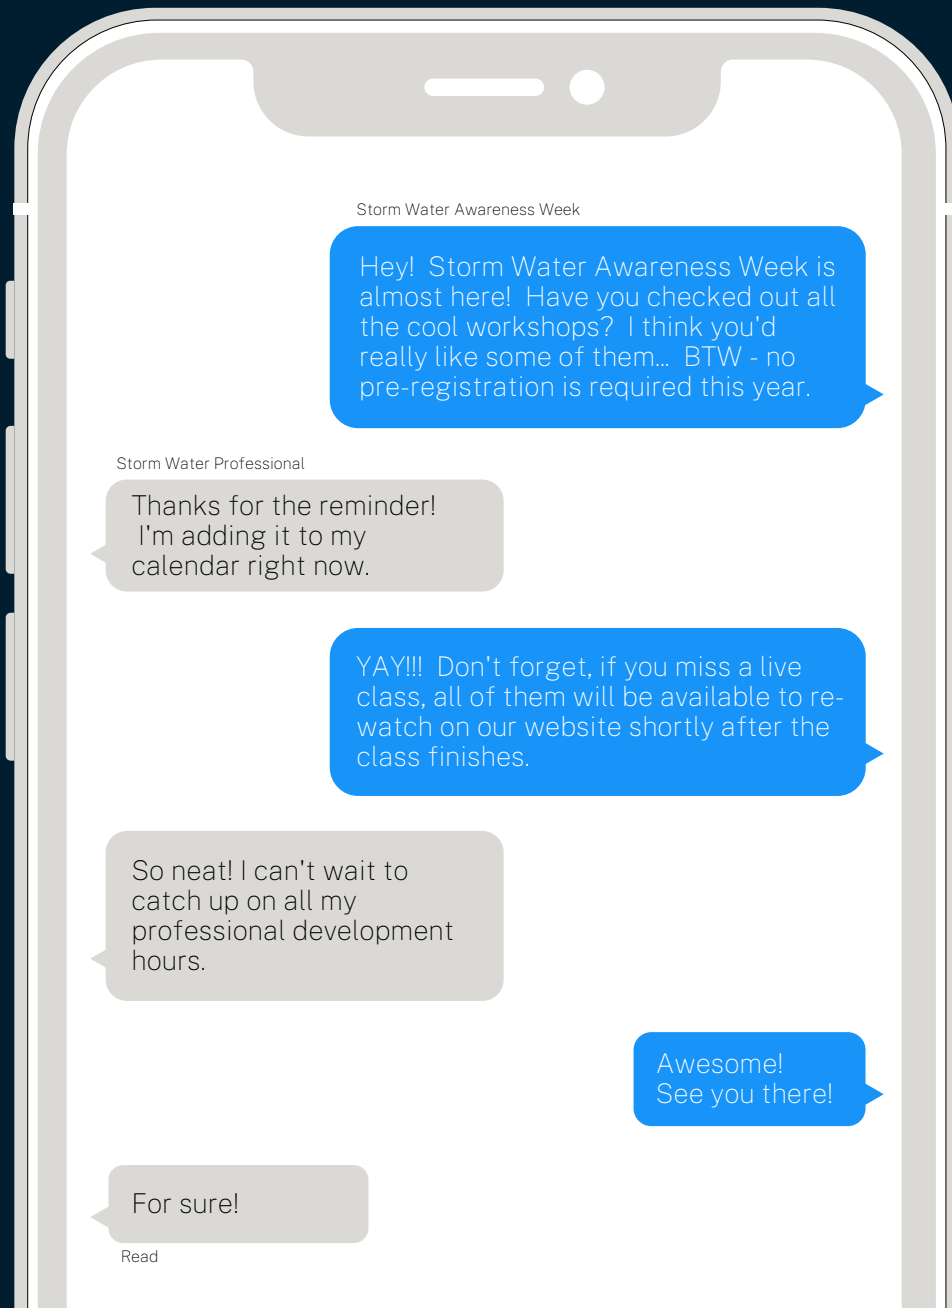 Storm Water Awareness Week
Hey!  Storm Water Awareness Week is
almost here!  Have you checked out all
the cool workshops?  I think you'd
really like some of them...  BTW - no
pre-registration is required this year.
Storm Water Professional
Thanks for the reminder!
I'm adding it to my
calendar right now.
YAY!!!  Don't forget, if you miss a live
class, all of them will be available to re-
watch on our website shortly after the
class finishes.
So neat! I can't wait to
catch up on all my
professional development
hours.
Awesome!
See you there!
For sure!
Read